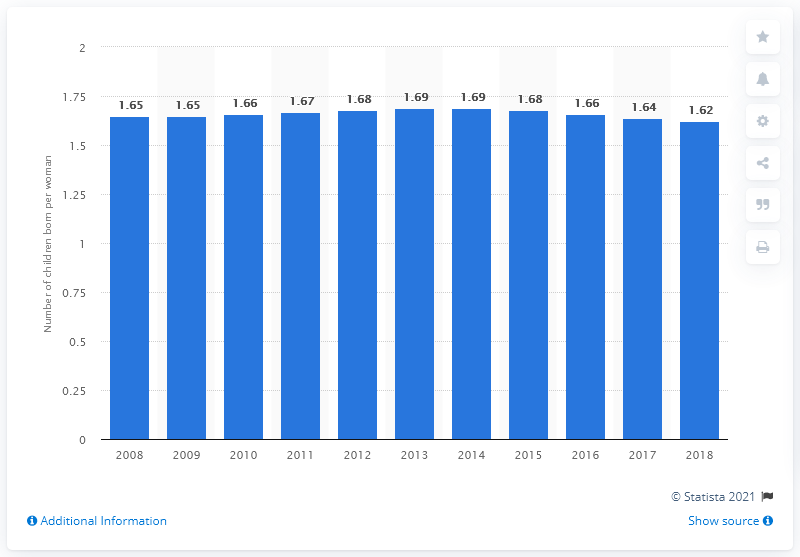 2
1.75
1.5
1.25
1
0.75
0.5
0.25
0
Number of children born per woman
1.65 1.65 1.66 1.67 1.68 1.69 1.69 1.68 1.66 1.64 1.62
2008 2009 2010 2011 2012 2013 2014 2015 2016 2017 2018
© Statista 2021
Additional Information Show source